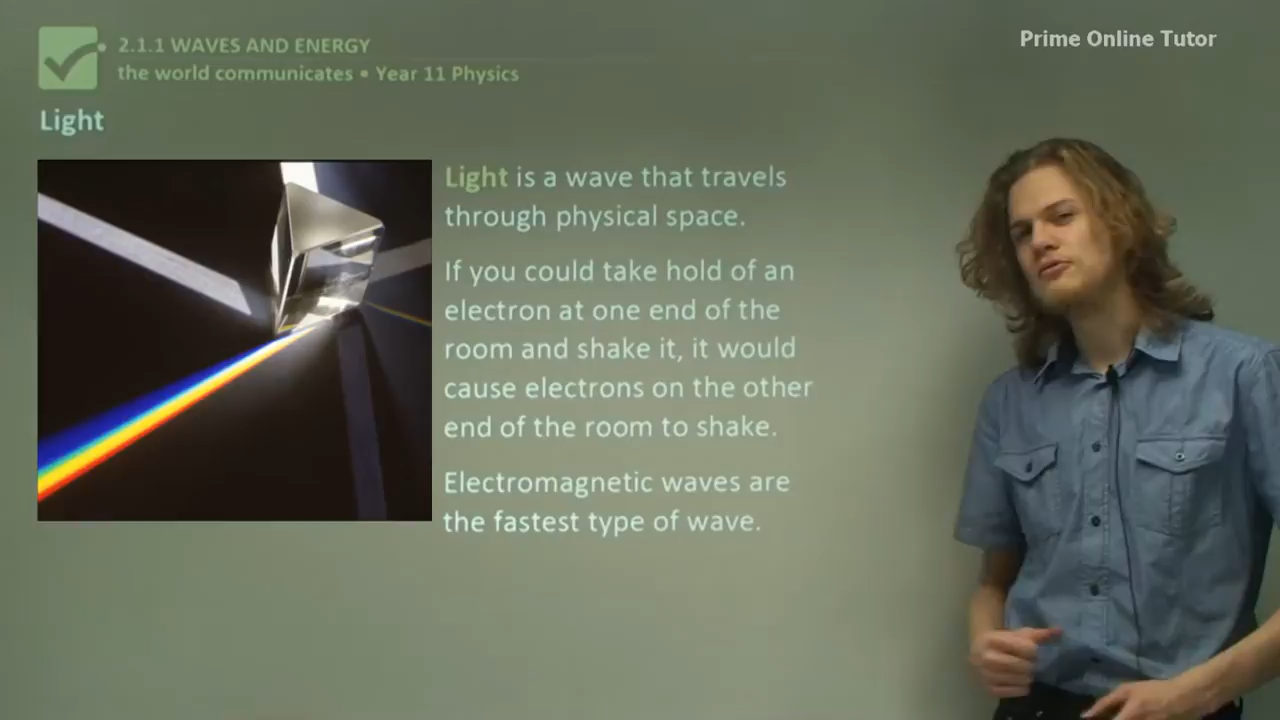 2.1.1 WAVES AND ENERGY
the world communicates • Year 11 Physics
Prime Online Tutor
Light
Light is a wave that travels
through physical space.
If you could take hold of an
electron at one end of the
room and shake it, it would
cause electrons on the other
end of the room to shake.
Electromagnetic waves are
the fastest type of wave.